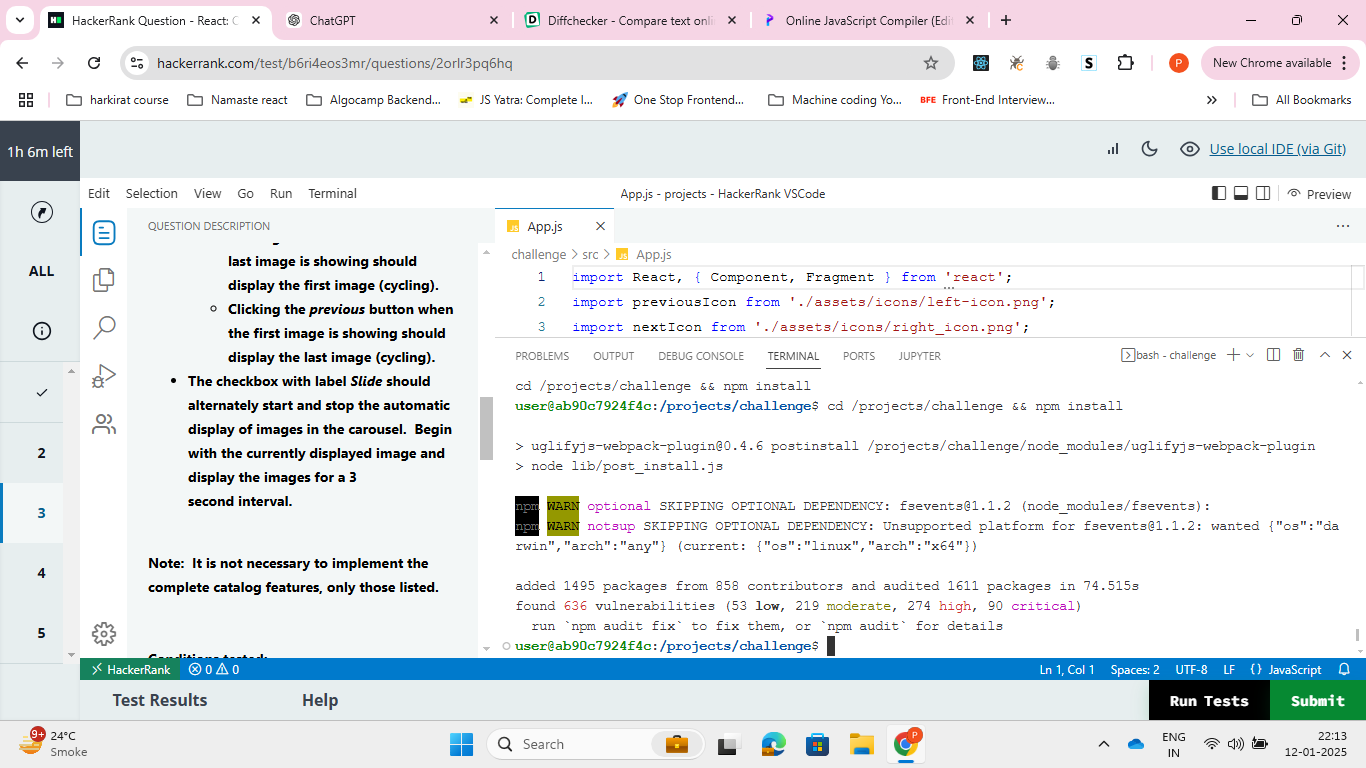 HackerRank Question - React: C
ChatGPT
Diffchecker - Compare text onli
Online JavaScript Compiler (Edit
hackerrank.com/test/b6ri4eos3mr/questions/2orlr3pq6hq
S
P
New Chrome available
harkirat course
Namaste react
Algocamp Backend...
JS Yatra: Complete I...
One Stop Frontend...
Machine coding Yo...
BFE Front-End Interview...
All Bookmarks
1h 6m left
Use local IDE (via Git)
Edit Selection View Go Run Terminal
App.js - projects - HackerRank VSCode
Preview
ALL
2
3
4
5
QUESTION DESCRIPTION
last image is showing should
display the first image (cycling).
Clicking the previous button when
the first image is showing should
display the last image (cycling).
The checkbox with label Slide should
alternately start and stop the automatic
display of images in the carousel. Begin
with the currently displayed image and
display the images for a 3
second interval.
Note: It is not necessary to implement the
complete catalog features, only those listed.
Conditions tested:
JS App.js
challenge > src > JS App.js
1 import React, { Component, Fragment } from 'react';
2 import previousIcon from './assets/icons/left-icon.png';
3 import nextIcon from './assets/icons/right_icon.png';
PROBLEMS OUTPUT DEBUG CONSOLE TERMINAL PORTS JUPYTER
bash - challenge
cd /projects/challenge && npm install
user@ab90c7924f4c:/projects/challenge$ cd /projects/challenge && npm install
> uglifyjs-webpack-plugin@0.4.6 postinstall /projects/challenge/node_modules/uglifyjs-webpack-plugin
> node lib/post_install.js
npm WARN optional SKIPPING OPTIONAL DEPENDENCY: fsevents@1.1.2 (node_modules/fsevents):
npm WARN notsup SKIPPING OPTIONAL DEPENDENCY: Unsupported platform for fsevents@1.1.2: wanted {"os":"da
rwin","arch":"any"} (current: {"os":"linux","arch":"x64"})
added 1495 packages from 858 contributors and audited 1611 packages in 74.515s
found 636 vulnerabilities (53 low, 219 moderate, 274 high, 90 critical)
run `npm audit fix` to fix them, or `npm audit` for details
user@ab90c7924f4c:/projects/challenge$
HackerRank
0 0
Ln 1, Col 1
Spaces: 2
UTF-8
LF
{} JavaScript
Test Results
Help
Run Tests
Submit
9+
24°C
Smoke
Search
P
ENG
IN
22:13
12-01-2025